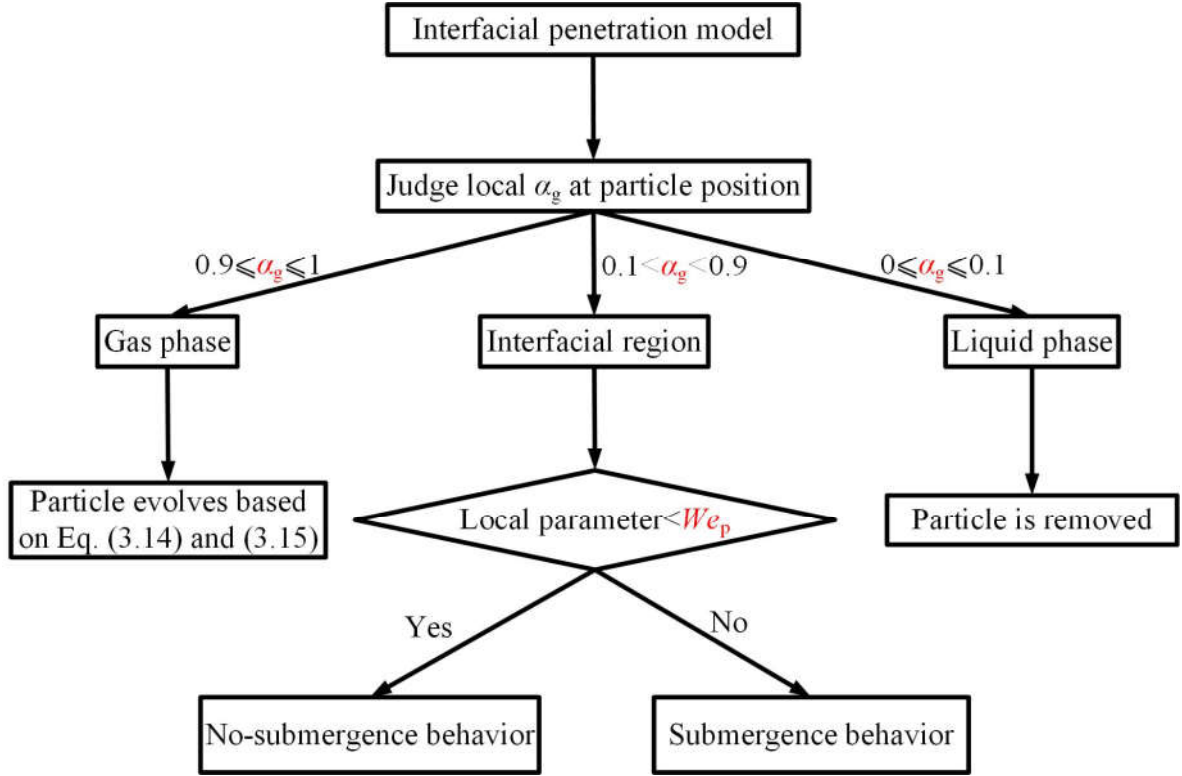 Interfacial penetration model
Judge local αg at particle position
0.9⩽αg⩽1
0.1<αg<0.9
0⩽αg⩽0.1
Gas phase
Interfacial region
Liquid phase
Particle evolves based
on Eq. (3.14) and (3.15)
Local parameter<Wep
Particle is removed
Yes
No
No-submergence behavior
Submergence behavior